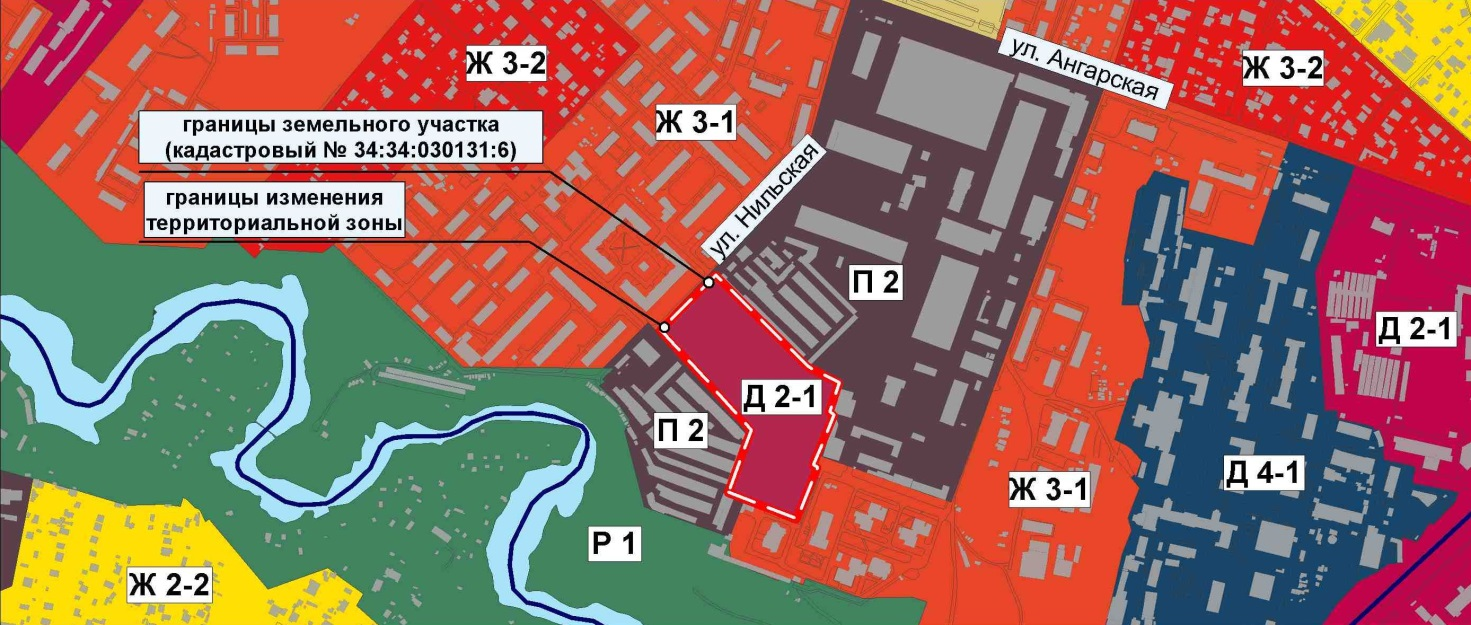 ул. Ангарская
Ж 3-2
Ж 3-2
Ж 3-1
границы земельного участка
(кадастровый № 34:34:030131:6)
границы изменения
территориальной зоны
ул. Нильская
П 2
Д 2-1
Д 2-1
П 2
Д 4-1
Ж 3-1
Р 1
Ж 2-2